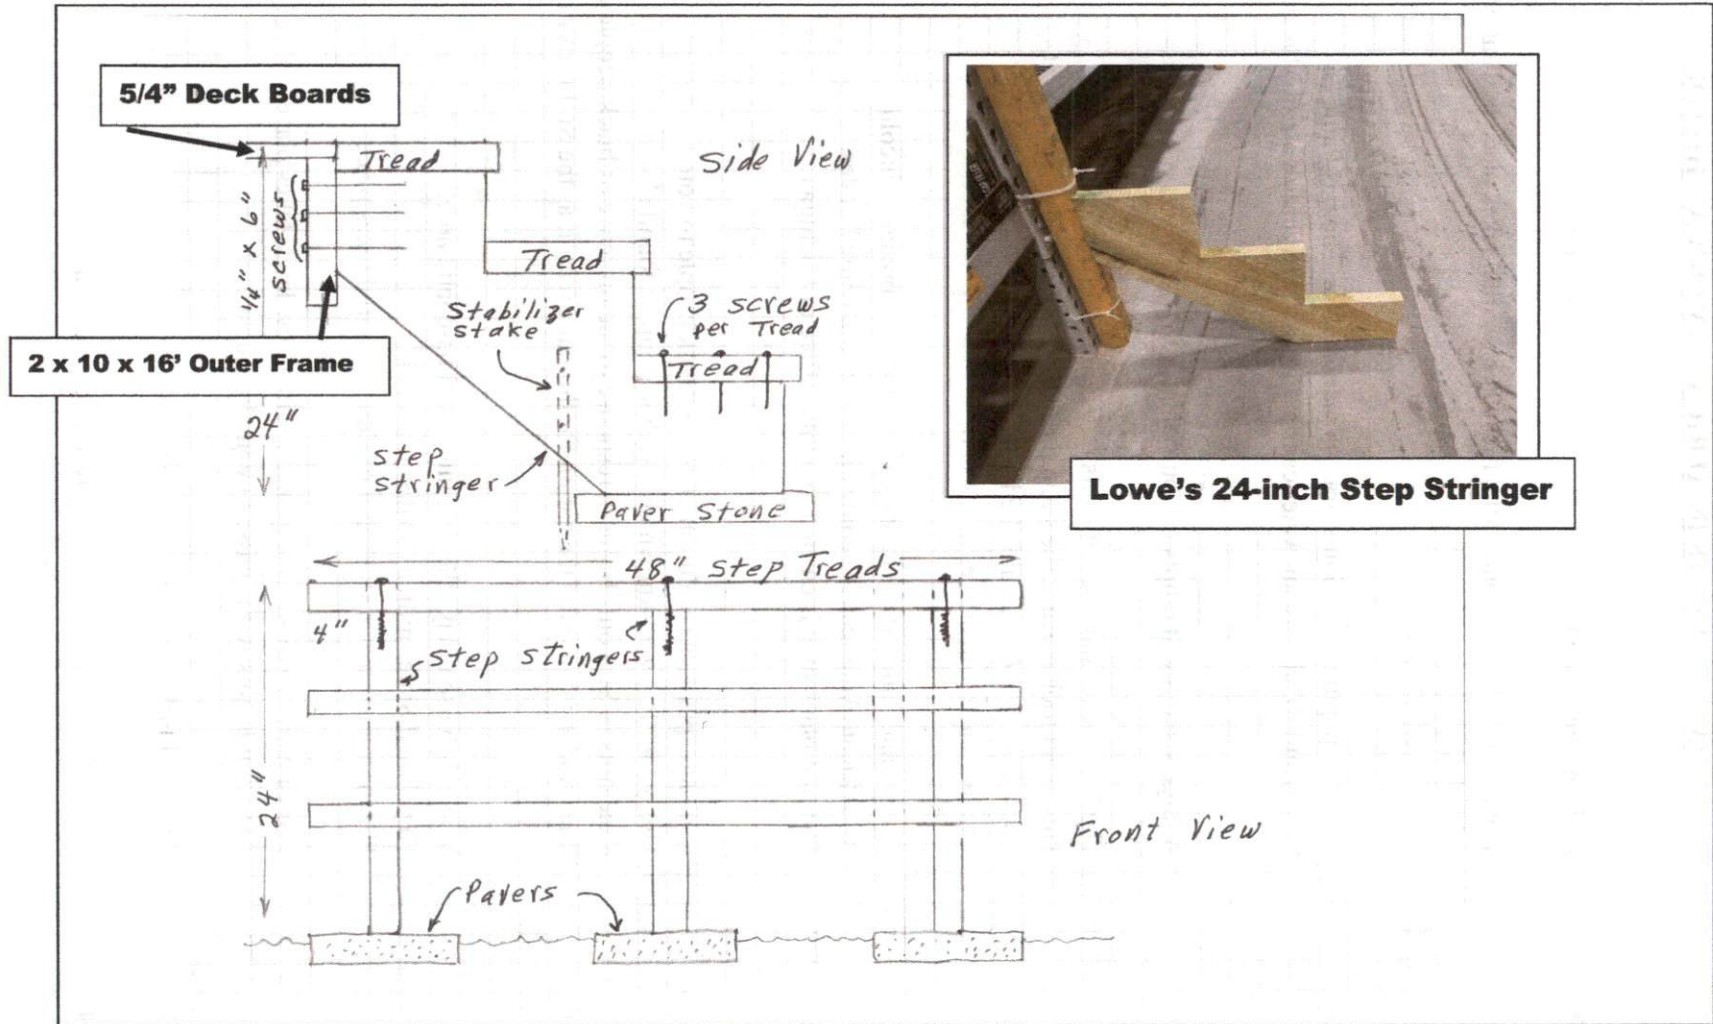 5/4” Deck Boards
Tread
Side View
1/4" x 6"
screws
Tread
Stabilizer
stake
3 screws
per Tread
Tread
2 x 10 x 16’ Outer Frame
24"
step
stringer
Paver Stone
Lowe’s 24-inch Step Stringer
48" Step Treads
4"
Step Stringers
24"
Front View
Pavers